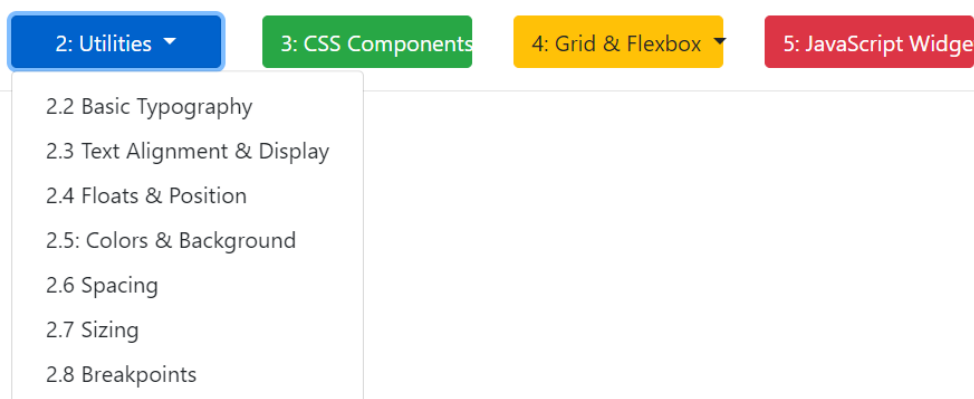 2: Utilities
3: CSS Components
4: Grid & Flexbox
5: JavaScript Widge
2.2 Basic Typography
2.3 Text Alignment & Display
2.4 Floats & Position
2.5: Colors & Background
2.6 Spacing
2.7 Sizing
2.8 Breakpoints